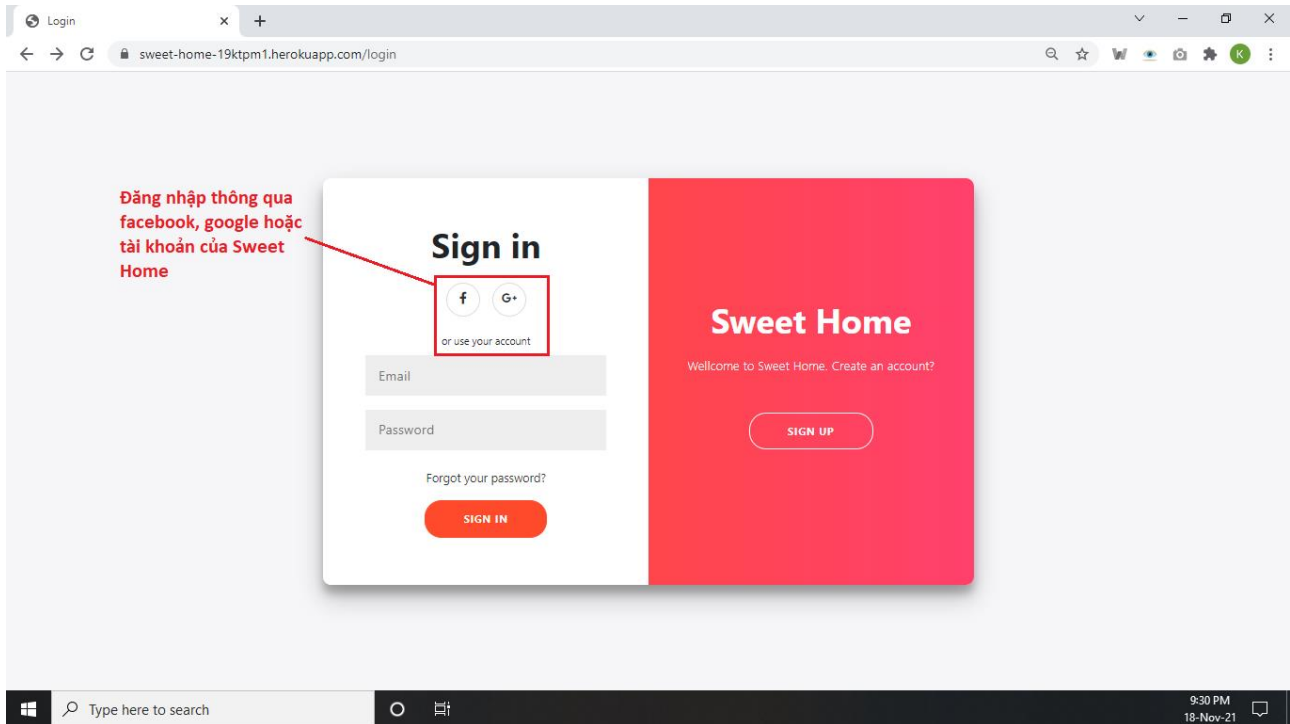 Login
sweet-home-19ktpm1.herokuapp.com/login
K
Đăng nhập thông qua
facebook, google hoặc
tài khoản của Sweet
Home
Sign in
f G+
or use your account
Email
Password
Forgot your password?
SIGN IN
Sweet Home
Wellcome to Sweet Home. Create an account?
SIGN UP
Type here to search
9:30 PM
18-Nov-21